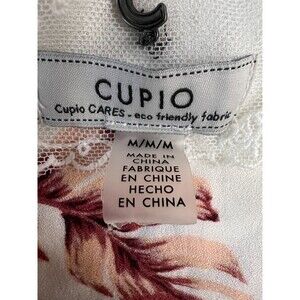 CUPIO
Cupio CARES - eco friendly fabric
M/M/M
MADE IN
CHINA
FABRIQUE
EN CHINE
HECHO
EN CHINA